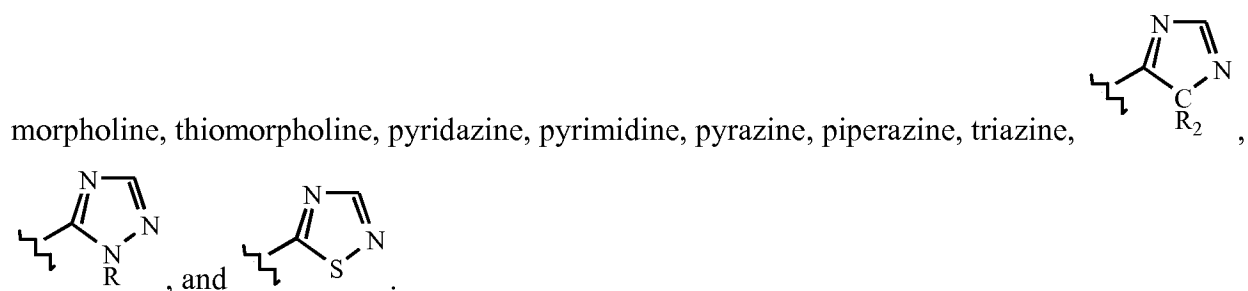 N
N
C
morpholine, thiomorpholine, pyridazine, pyrimidine, pyrazine, piperazine, triazine, R2 ,
N
N
N
R , and
N
N
S .